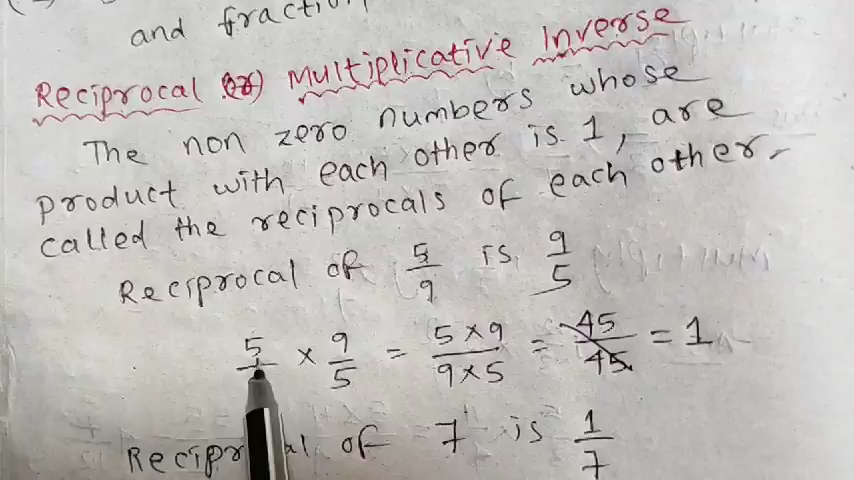 and fraction
Reciprocal (or) Multiplicative Inverse
The non zero numbers whose
product with each other is 1, are
called the reciprocals of each other.
Reciprocal of 5/9 is 9/5
5/ × 9/5 = 5×9/9×5 = 45/45 = 1
Recipr al of 7 is 1/7